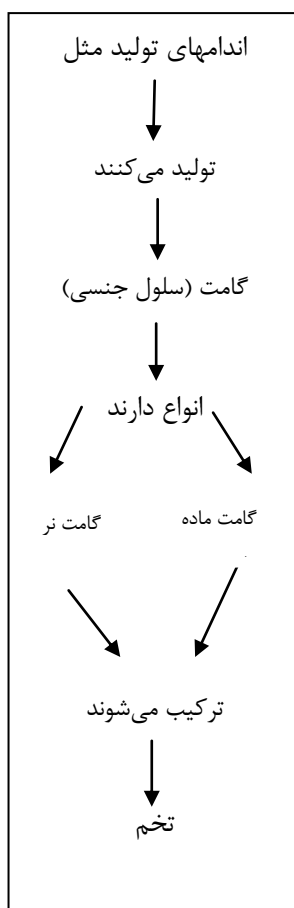 اندامهای تولید مثل
تولید می‌کنند
گامت (سلول جنسی)
انواع دارند
گامت ماده
گامت نر
ترکیب می‌شوند
تخم